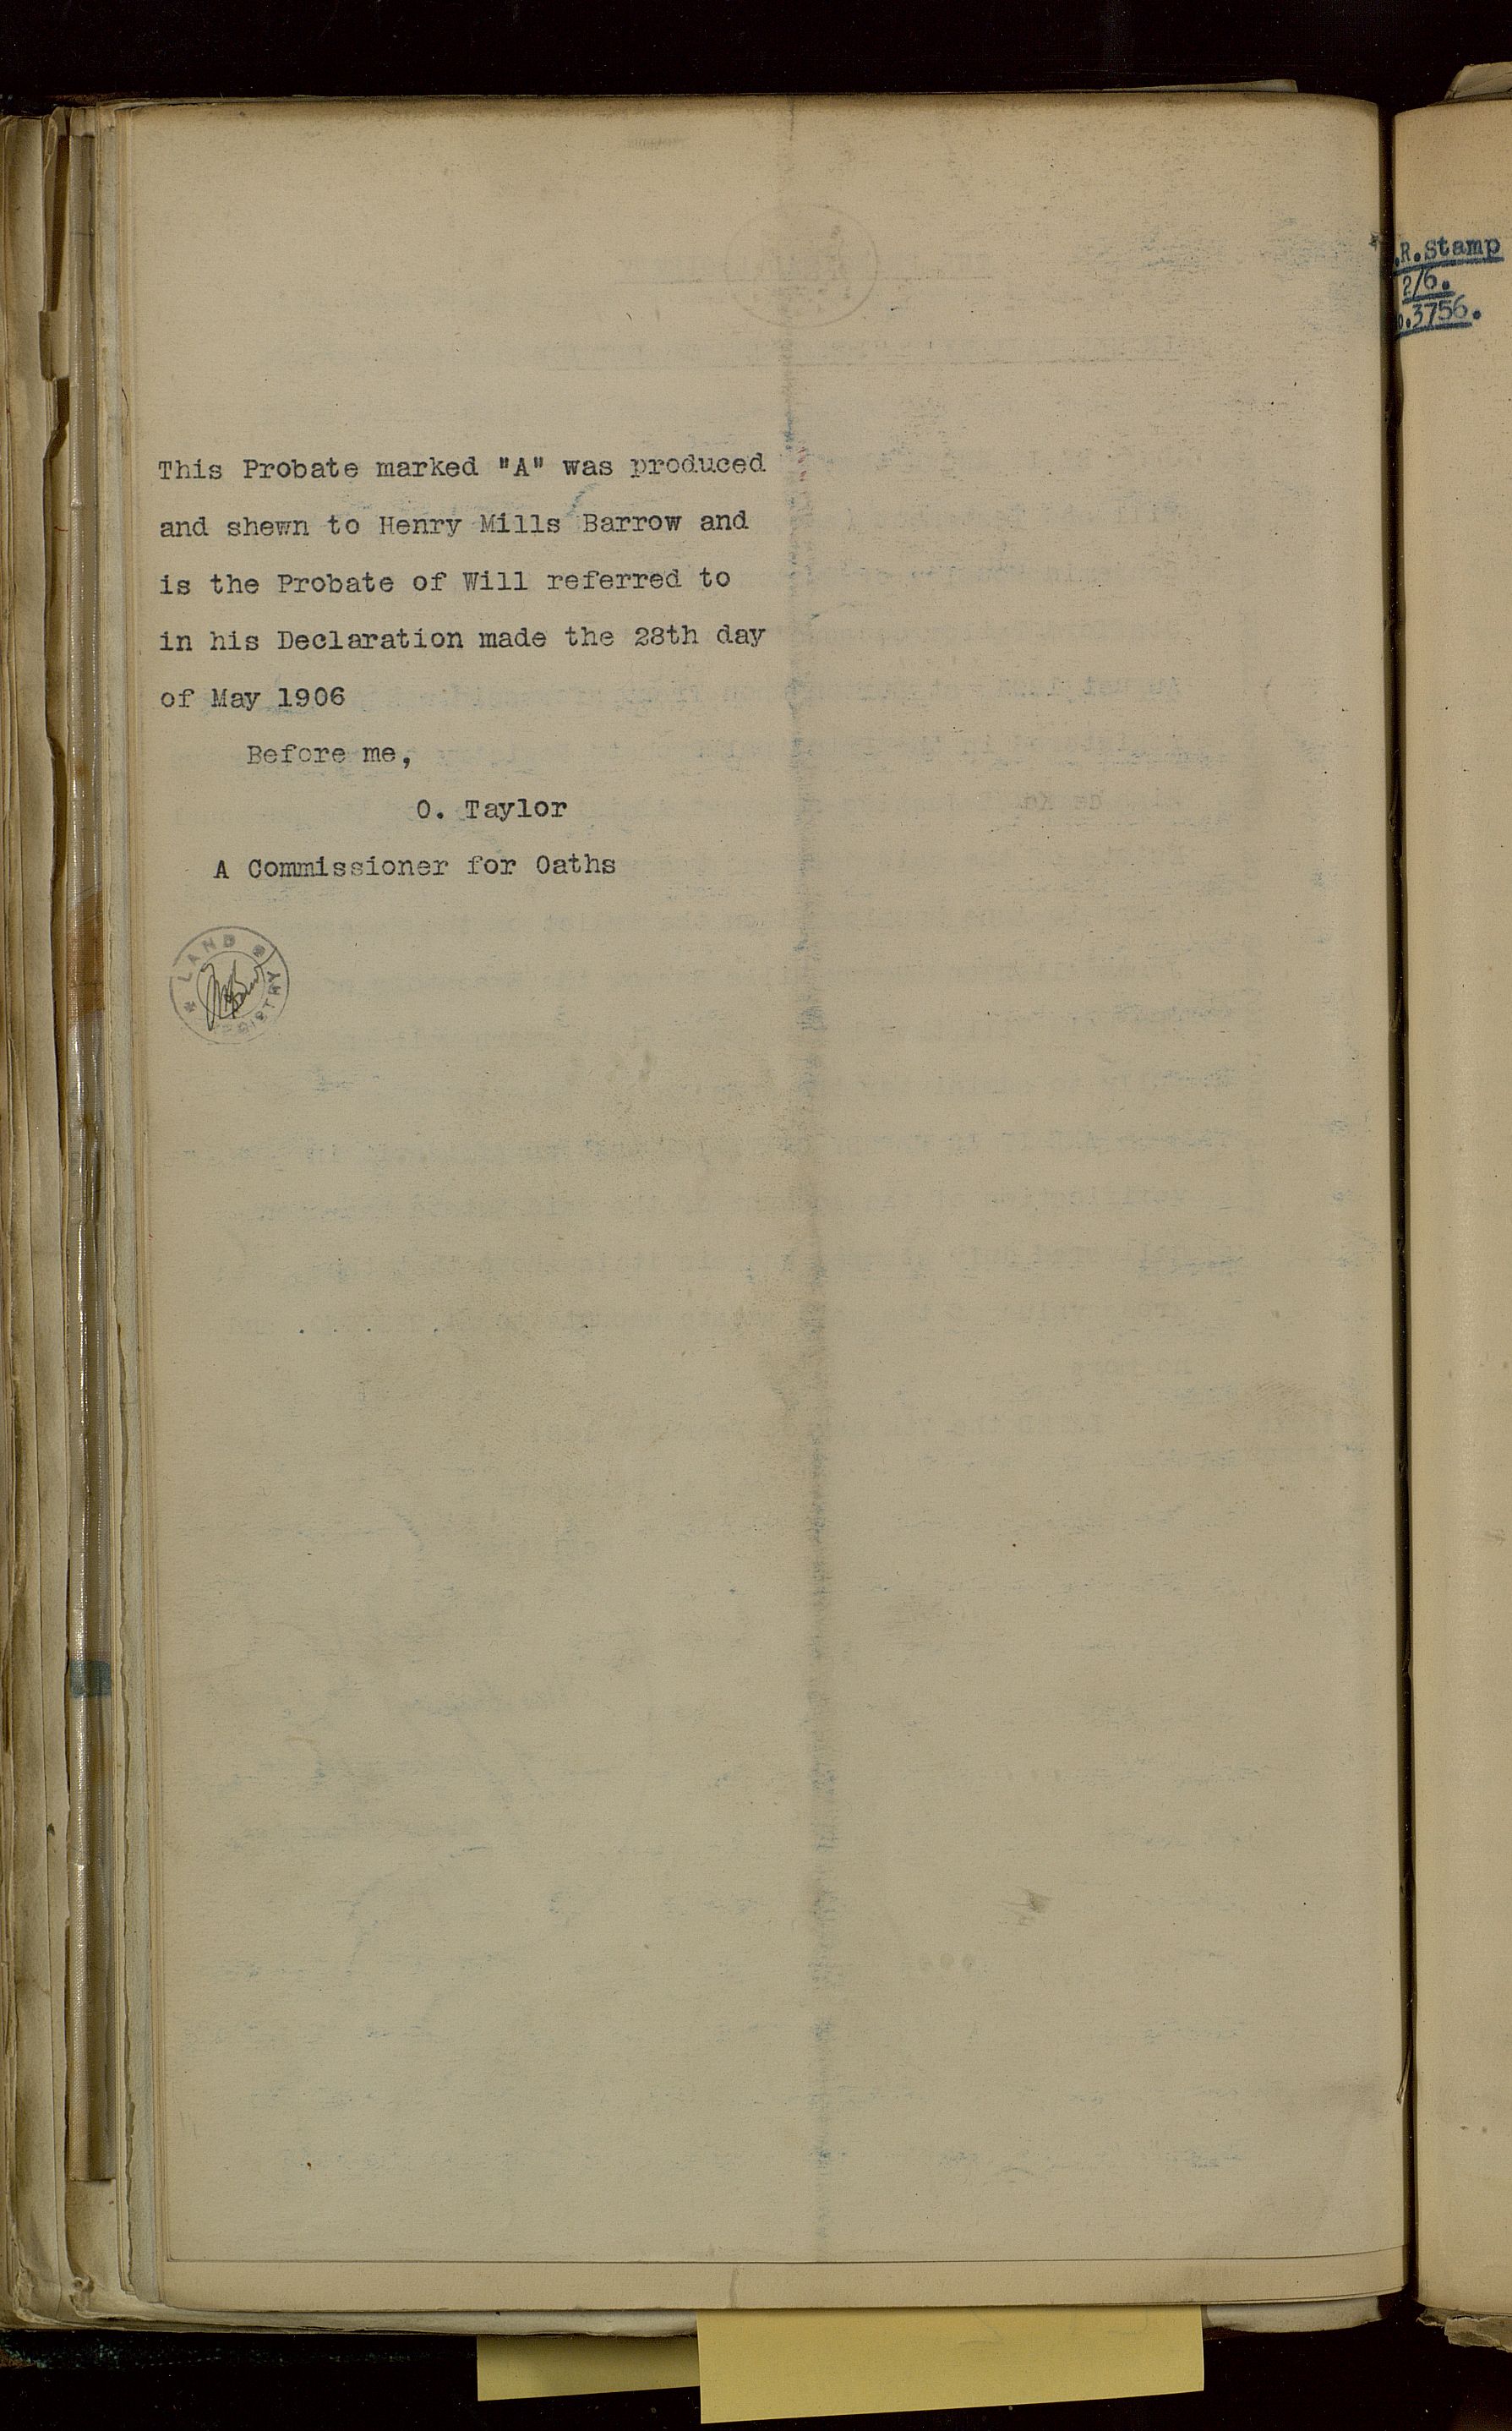 This Probate marked "A" was produced
and shewn to Henry Mills Barrow and
is the Probate of Will referred to
in his Declaration made the 28th day
of May 1906
Before me,
O. Taylor
A Commissioner for Oaths
LAND REGISTRY
.R.Stamp
2/6.
.3756.